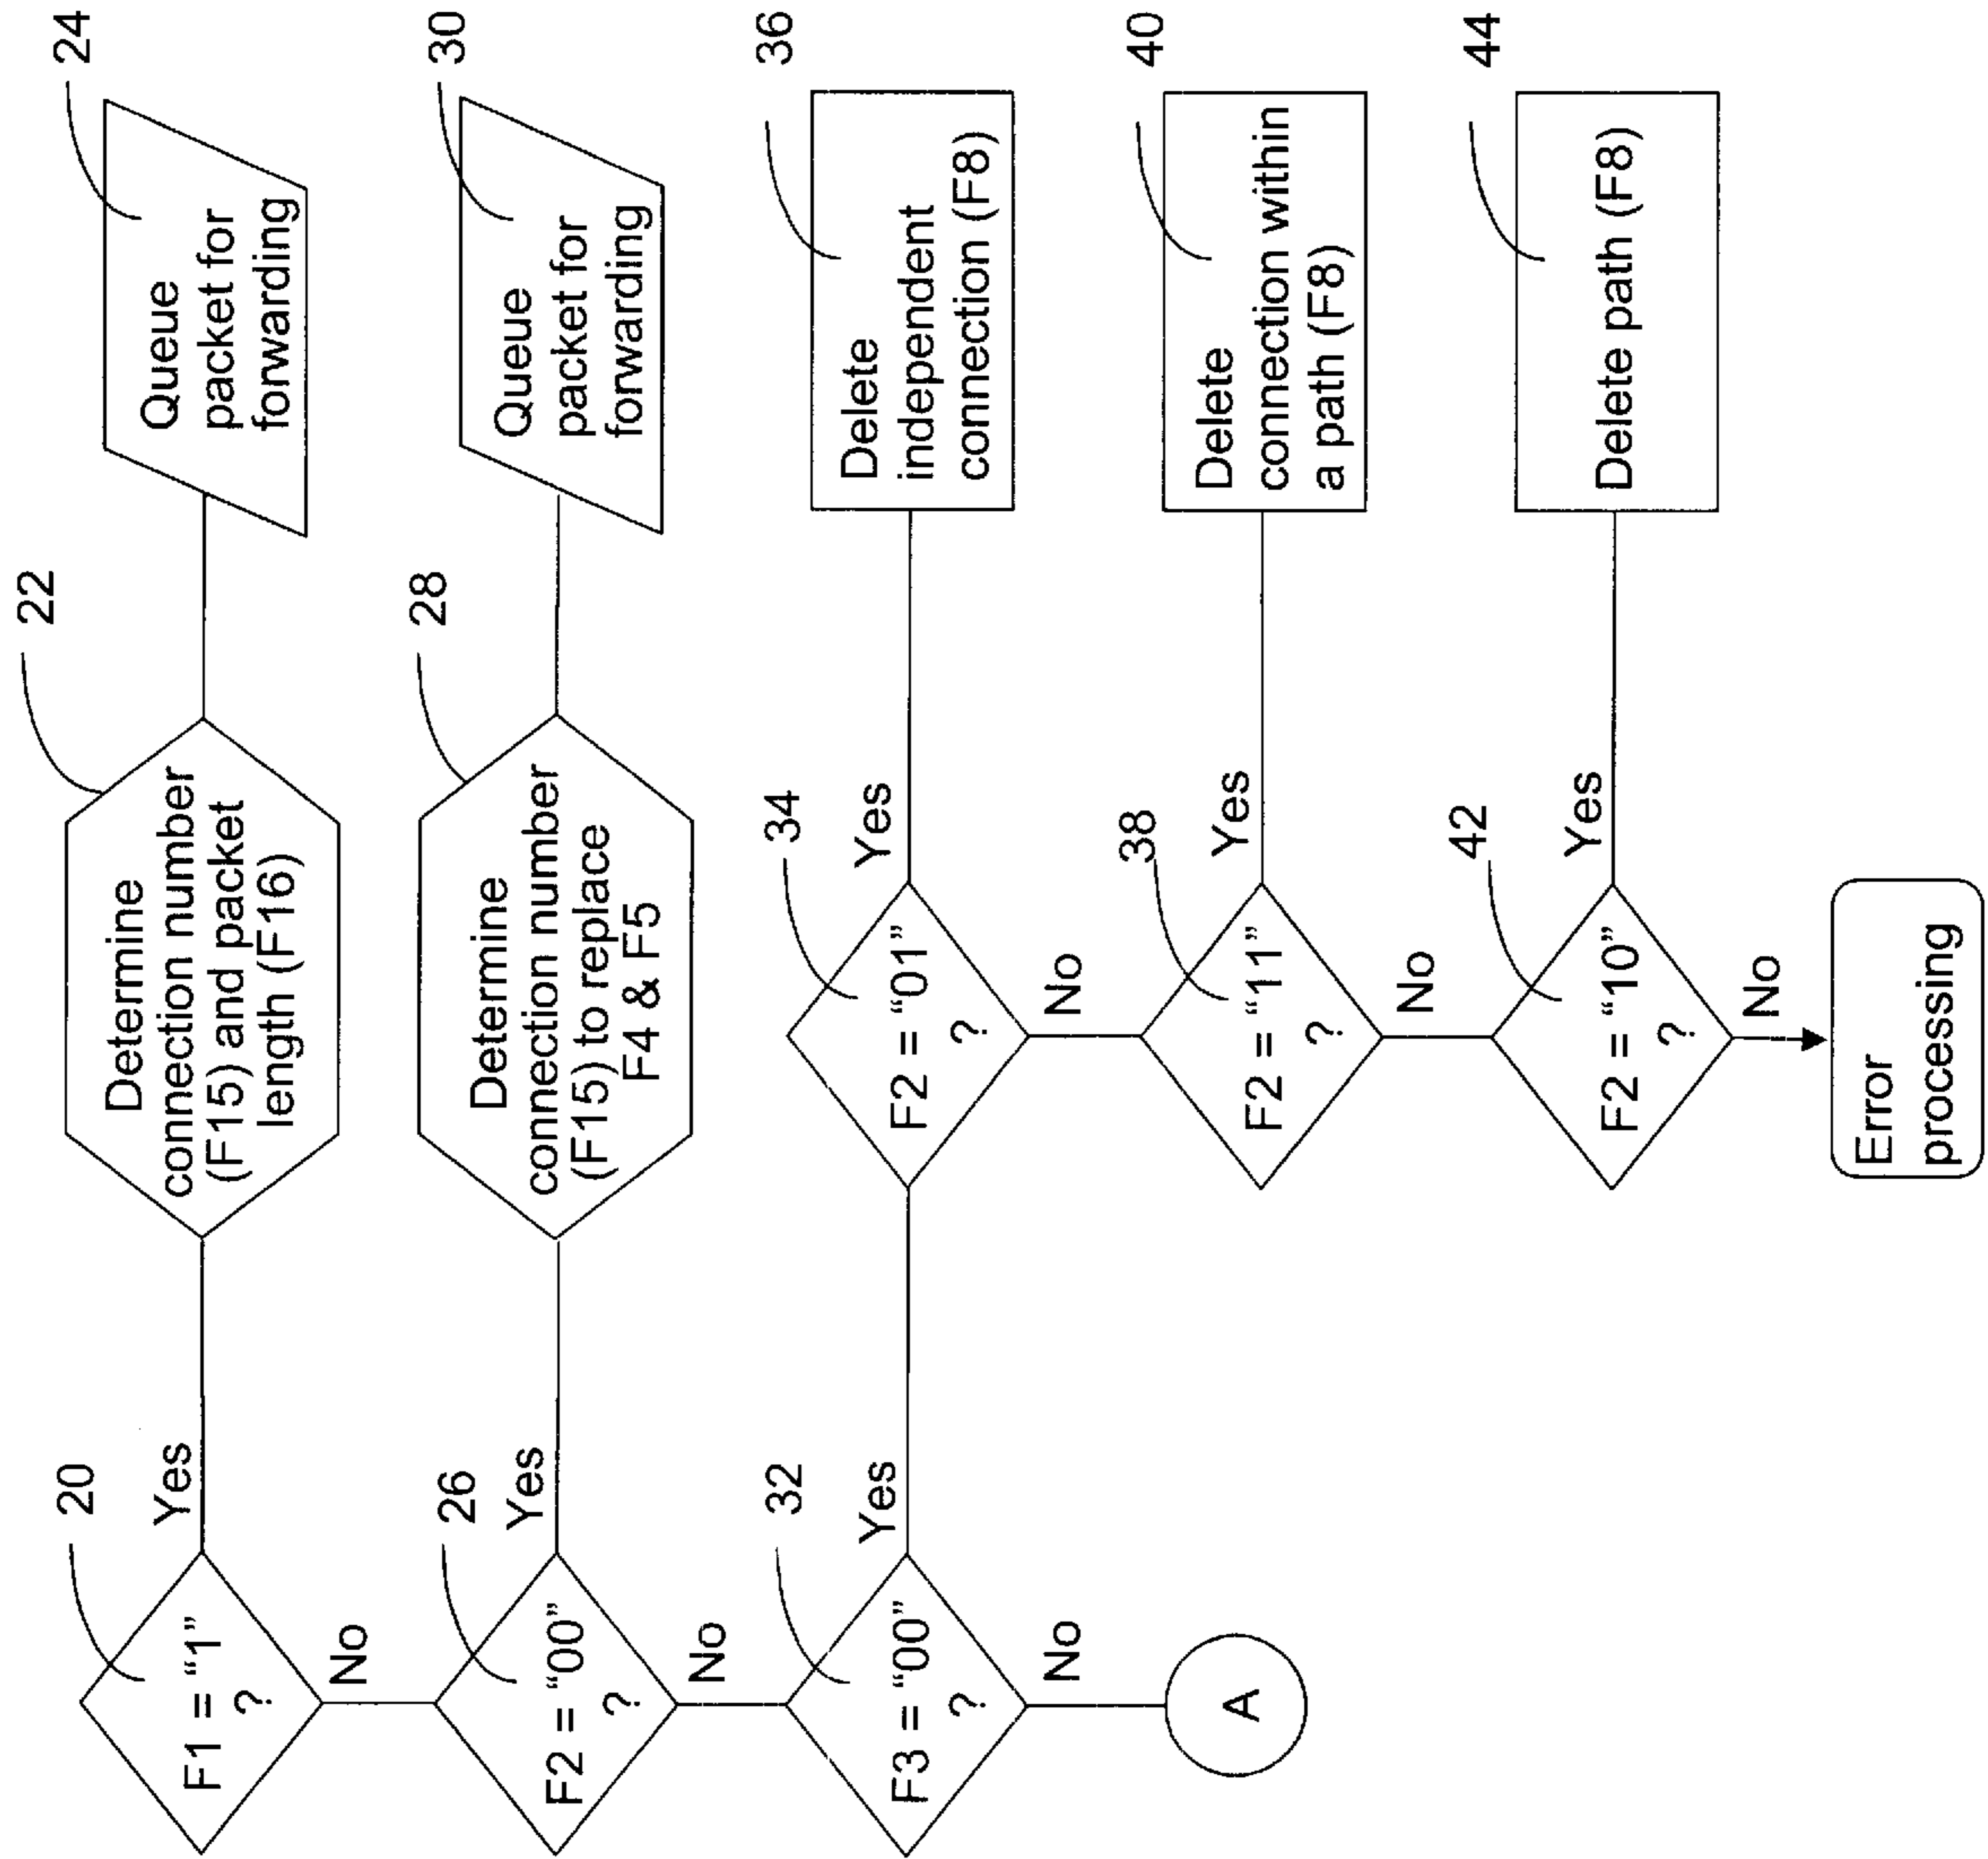 20
F1 = “1”
?
Yes
No
22
Determine
connection number
(F15) and packet
length (F16)
24
Queue
packet for
forwarding
26
F2 = “00”
?
Yes
No
28
Determine
connection number
(F15) to replace
F4 & F5
30
Queue
packet for
forwarding
32
F3 = “00”
?
Yes
No
34
F2 = “01”
?
Yes
No
36
Delete
independent
connection (F8)
A
38
F2 = “11”
?
Yes
No
40
Delete
connection within
a path (F8)
42
F2 = “10”
?
Yes
No
44
Delete path (F8)
Error
processing